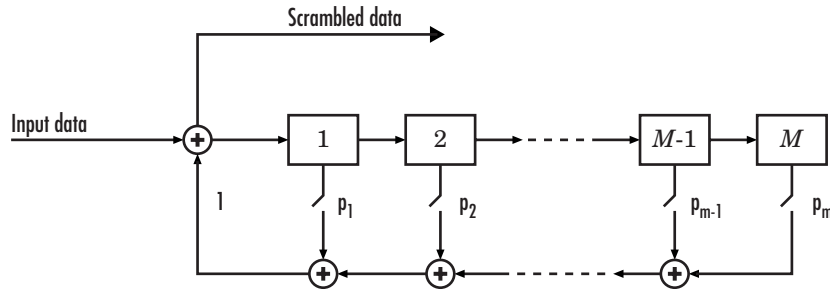 Scrambled data
Input data
1
2
M-1
M
1
p1
p2
pm-1
pm